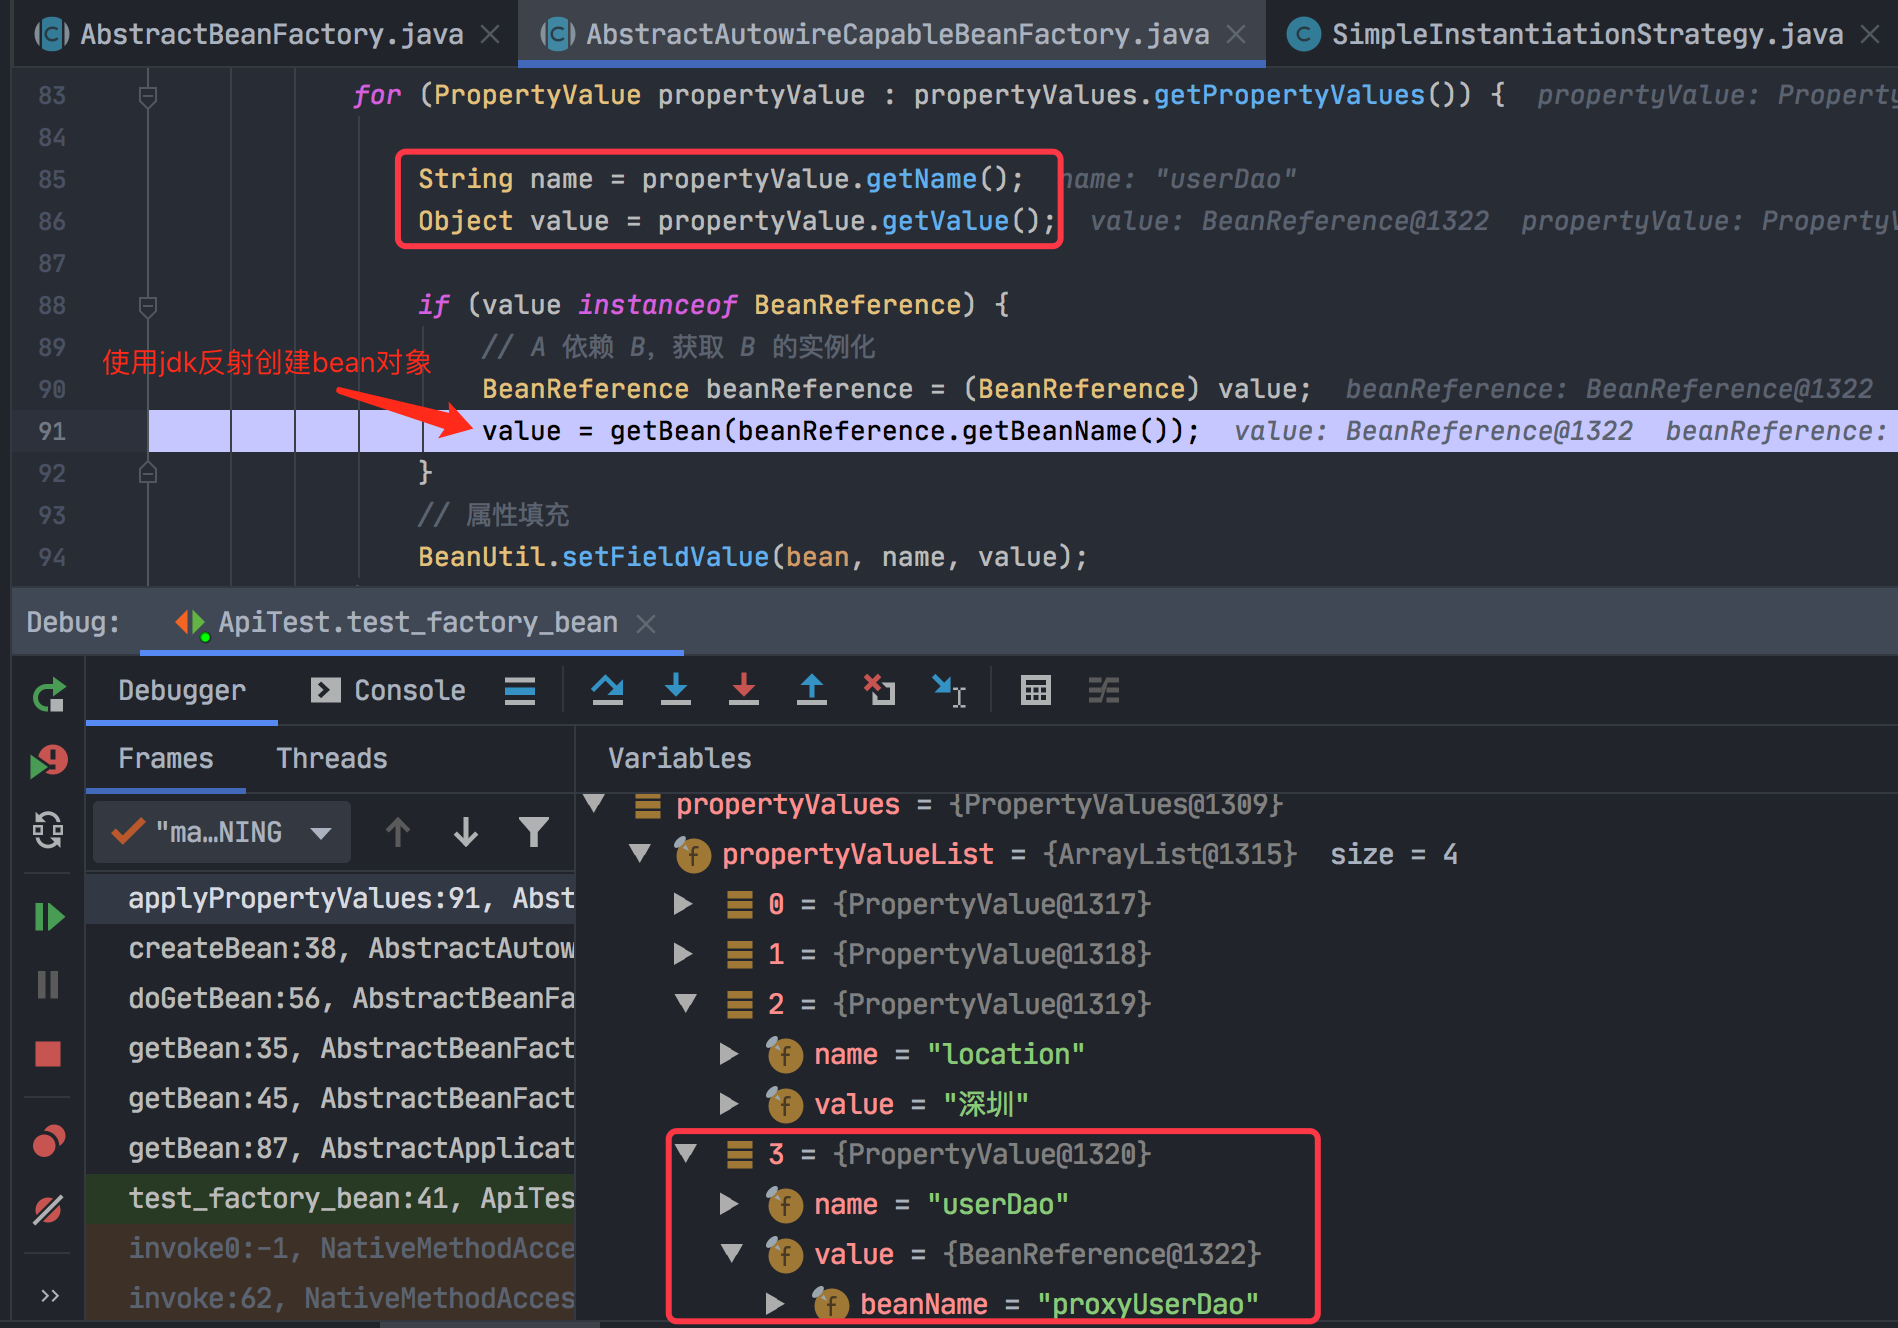 AbstractBeanFactory.java
AbstractAutowireCapableBeanFactory.java
SimpleInstantiationStrategy.java
83 for (PropertyValue propertyValue : propertyValues.getPropertyValues()) { propertyValue: Property
84
85 String name = propertyValue.getName(); name: "userDao"
86 Object value = propertyValue.getValue(); value: BeanReference@1322 propertyValue: Property
87
88 if (value instanceof BeanReference) {
89 // A 依赖 B，获取 B 的实例化
使用jdk反射创建bean对象
90 BeanReference beanReference = (BeanReference) value; beanReference: BeanReference@1322
91 value = getBean(beanReference.getBeanName()); value: BeanReference@1322 beanReference:
92 }
93 // 属性填充
94 BeanUtil.setFieldValue(bean, name, value);
Debug: ApiTest.test_factory_bean
Debugger Console
Frames Threads
Variables
"ma…NING
applyPropertyValues:91, Abst
createBean:38, AbstractAutow
doGetBean:56, AbstractBeanFa
getBean:35, AbstractBeanFact
getBean:45, AbstractBeanFact
getBean:87, AbstractApplicat
test_factory_bean:41, ApiTes
invoke0:-1, NativeMethodAcce
invoke:62, NativeMethodAcces
propertyValues = {PropertyValues@1309}
propertyValueList = {ArrayList@1315} size = 4
0 = {PropertyValue@1317}
1 = {PropertyValue@1318}
2 = {PropertyValue@1319}
name = "location"
value = "深圳"
3 = {PropertyValue@1320}
name = "userDao"
value = {BeanReference@1322}
beanName = "proxyUserDao"